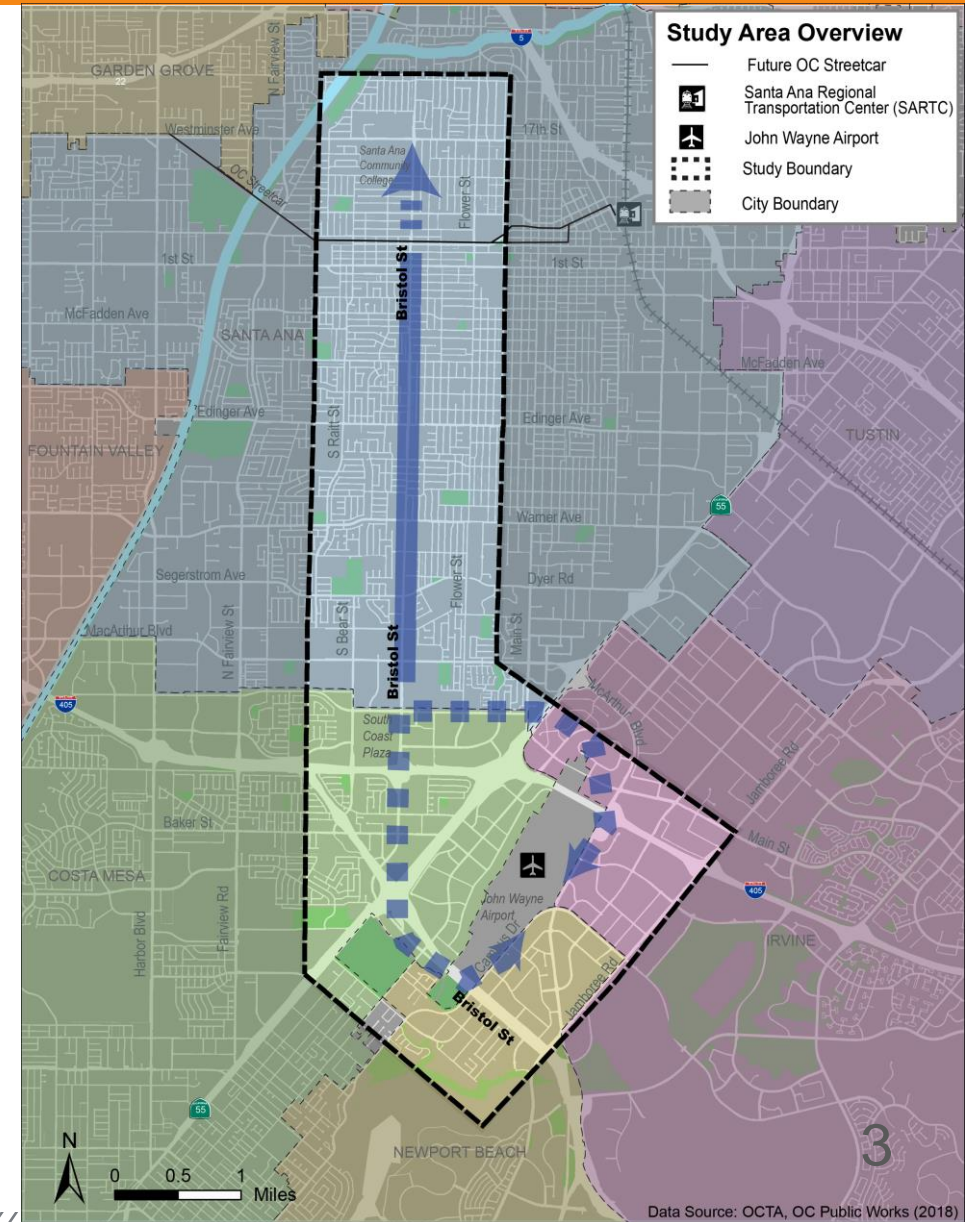 Study Area Overview
Future OC Streetcar
Santa Ana Regional
Transportation Center (SARTC)
John Wayne Airport
Study Boundary
City Boundary
5
GARDEN GROVE
22
N Fairview St
Westminster Ave
17th St
Santa Ana
Community
College
OC Streetcar
Flower St
1st St
Bristol St
1st St
McFadden Ave
SANTA ANA
McFadden Ave
Edinger Ave
S Raitt St
Edinger Ave
FOUNTAIN VALLEY
TUSTIN
55
Warner Ave
Segerstrom Ave
Flower St
Dyer Rd
MacArthur Blvd
N Fairview St
S Bear St
Bristol St
Main St
405
South
Coast
Plaza
McArthur Blvd
Jamboree Rd
Baker St
Main St
COSTA MESA
John Wayne
Airport
405
Harbor Blvd
Fairview Rd
IRVINE
Bristol St
Jamboree Rd
55
N
NEWPORT BEACH
3
0 0.5 1
Miles
Data Source: OCTA, OC Public Works (2018)